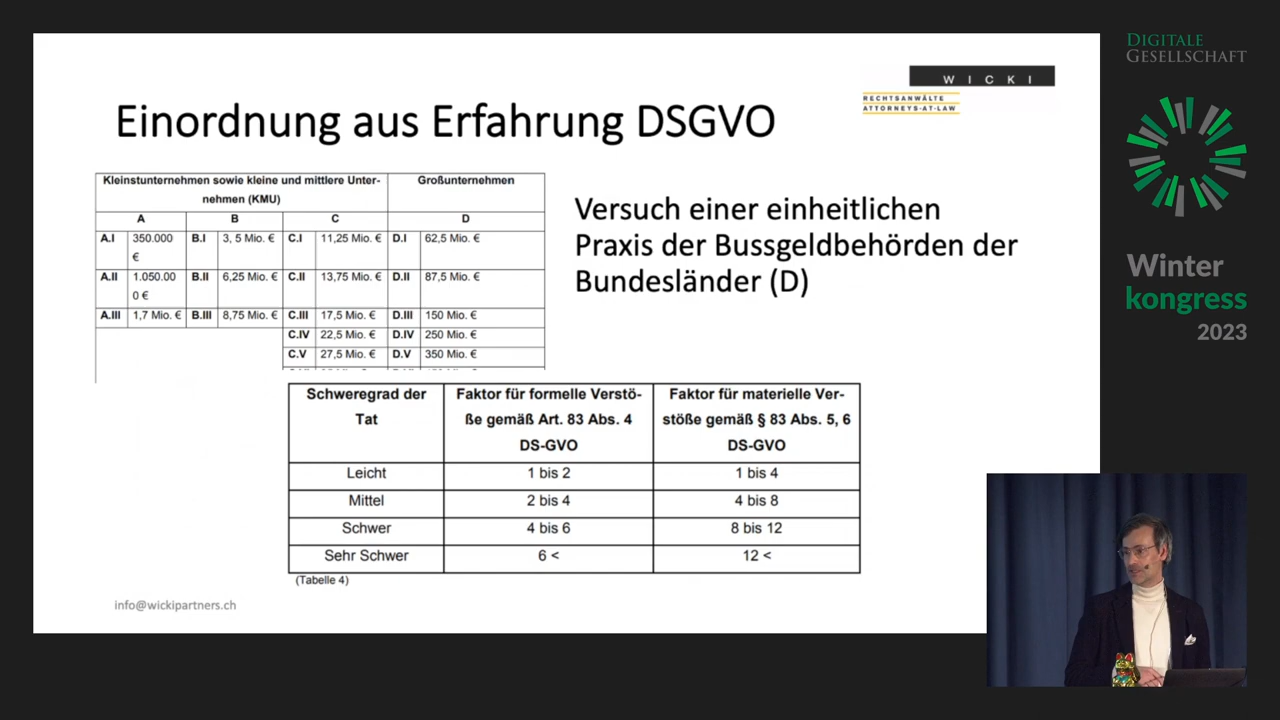 DIGITALE
GESELLSCHAFT
Winter
kongress
2023
WICKI
RECHTSANWÄLTE
ATTORNEYS-AT-LAW
Einordnung aus Erfahrung DSGVO
Kleinstunternehmen sowie kleine und mittlere Unter-
nehmen (KMU)
Großunternehmen
A B C D
A.I 350.000 € B.I 3, 5 Mio. € C.I 11,25 Mio. € D.I 62,5 Mio. €
A.II 1.050.00 0 € B.II 6,25 Mio. € C.II 13,75 Mio. € D.II 87,5 Mio. €
A.III 1,7 Mio. € B.III 8,75 Mio. € C.III 17,5 Mio. € D.III 150 Mio. €
C.IV 22,5 Mio. € D.IV 250 Mio. €
C.V 27,5 Mio. € D.V 350 Mio. €
Versuch einer einheitlichen
Praxis der Bussgeldbehörden der
Bundesländer (D)
Schweregrad der
Tat
Faktor für formelle Verstö-
ße gemäß Art. 83 Abs. 4
DS-GVO
Faktor für materielle Ver-
stöße gemäß § 83 Abs. 5, 6
DS-GVO
Leicht 1 bis 2 1 bis 4
Mittel 2 bis 4 4 bis 8
Schwer 4 bis 6 8 bis 12
Sehr Schwer 6 < 12 <
(Tabelle 4)
info@wickipartners.ch